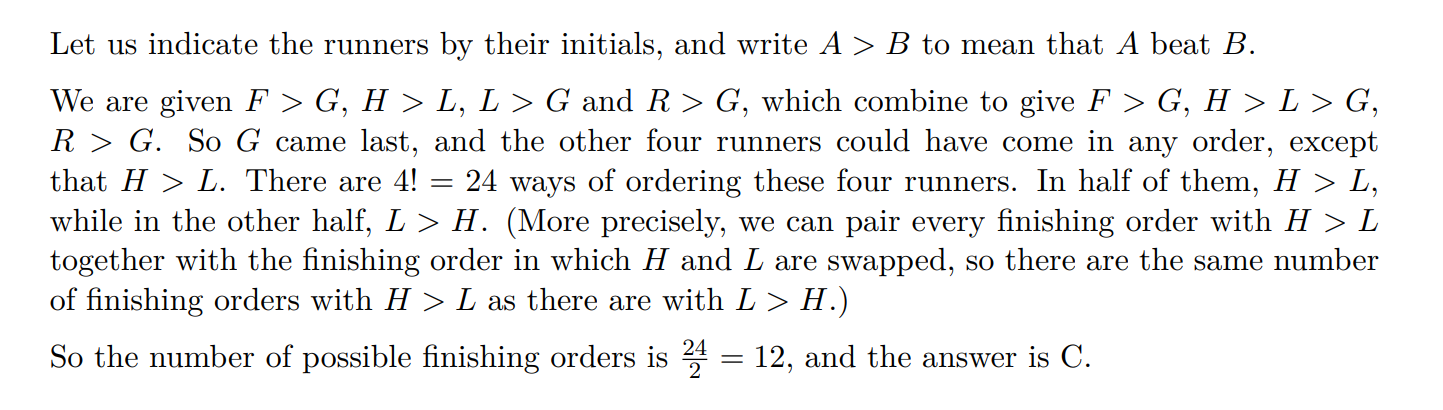 Let us indicate the runners by their initials, and write A > B to mean that A beat B.
We are given F > G, H > L, L > G and R > G, which combine to give F > G, H > L > G,
R > G. So G came last, and the other four runners could have come in any order, except
that H > L. There are 4! = 24 ways of ordering these four runners. In half of them, H > L,
while in the other half, L > H. (More precisely, we can pair every finishing order with H > L
together with the finishing order in which H and L are swapped, so there are the same number
of finishing orders with H > L as there are with L > H.)
So the number of possible finishing orders is 24/2 = 12, and the answer is C.